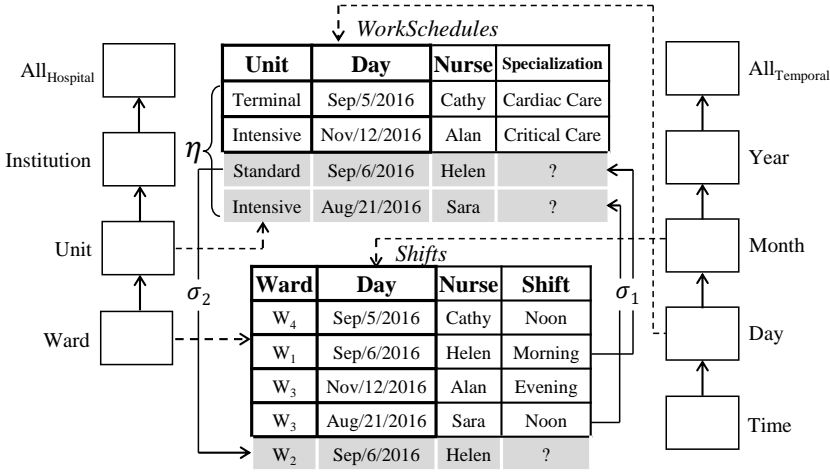 WorkSchedules
Unit Day Nurse Specialization
Terminal Sep/5/2016 Cathy Cardiac Care
Intensive Nov/12/2016 Alan Critical Care
Standard Sep/6/2016 Helen ?
Intensive Aug/21/2016 Sara ?
η
All_Hospital
Institution
Unit
Ward
σ₂
Shifts
Ward Day Nurse Shift
W₄ Sep/5/2016 Cathy Noon
W₁ Sep/6/2016 Helen Morning
W₃ Nov/12/2016 Alan Evening
W₃ Aug/21/2016 Sara Noon
W₂ Sep/6/2016 Helen ?
σ₁
All_Temporal
Year
Month
Day
Time